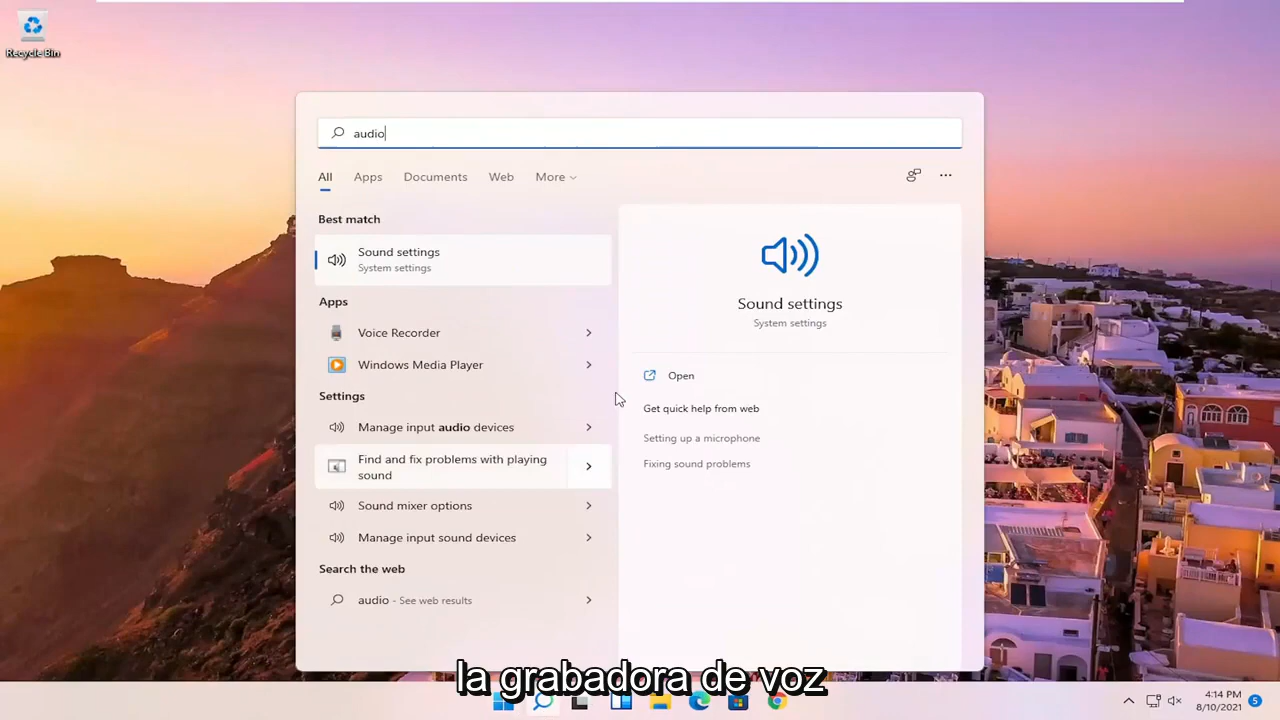 Recycle Bin
audio
All Apps Documents Web More
Best match
Sound settings
System settings
Apps
Voice Recorder
Windows Media Player
Settings
Manage input audio devices
Find and fix problems with playing
sound
Sound mixer options
Manage input sound devices
Search the web
audio - See web results
Sound settings
System settings
Open
Get quick help from web
Setting up a microphone
Fixing sound problems
la grabadora de voz
4:14 PM
8/10/2021
5